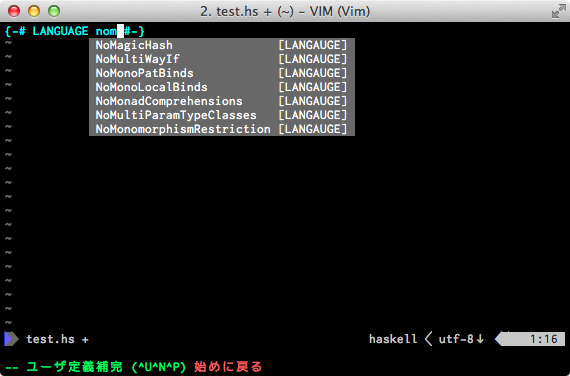 2. test.hs + (~) – VIM (Vim)
{-# LANGUAGE nom #-}
~ NoMagicHash [LANGAUGE]
~ NoMultiWayIf [LANGAUGE]
~ NoMonoPatBinds [LANGAUGE]
~ NoMonoLocalBinds [LANGAUGE]
~ NoMonadComprehensions [LANGAUGE]
~ NoMultiParamTypeClasses [LANGAUGE]
~ NoMonomorphismRestriction [LANGAUGE]
~
~
~
~
~
~
~
~
~
~
~
~
~
test.hs + haskell utf-8↓ 1:16
-- ユーザ定義補完 (^U^N^P) 始めに戻る